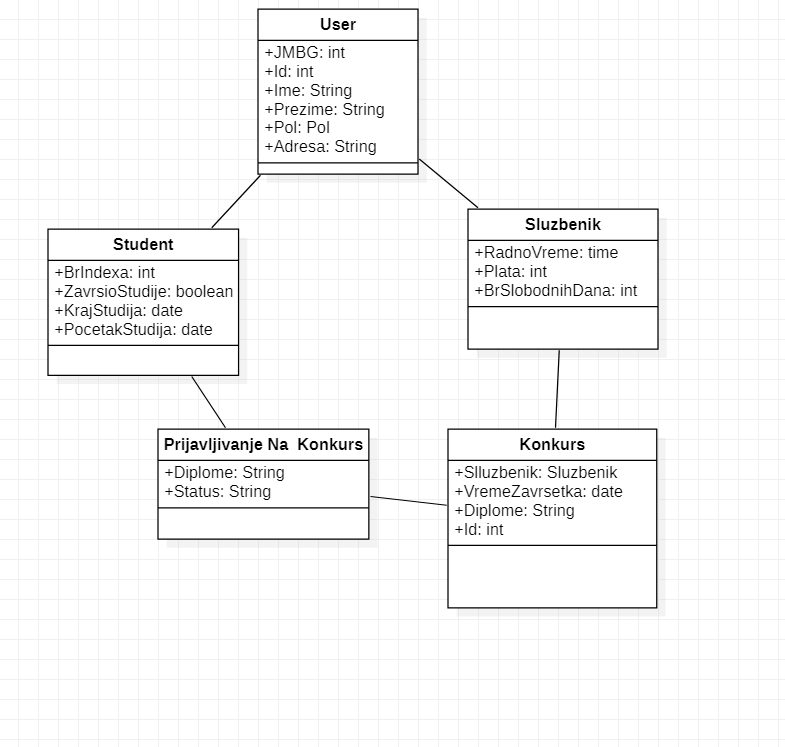 User
+JMBG: int
+Id: int
+Ime: String
+Prezime: String
+Pol: Pol
+Adresa: String
Student
+BrIndexa: int
+ZavrsioStudije: boolean
+KrajStudija: date
+PocetakStudija: date
Sluzbenik
+RadnoVreme: time
+Plata: int
+BrSlobodnihDana: int
Prijavljivanje Na  Konkurs
+Diplome: String
+Status: String
Konkurs
+Slluzbenik: Sluzbenik
+VremeZavrsetka: date
+Diplome: String
+Id: int